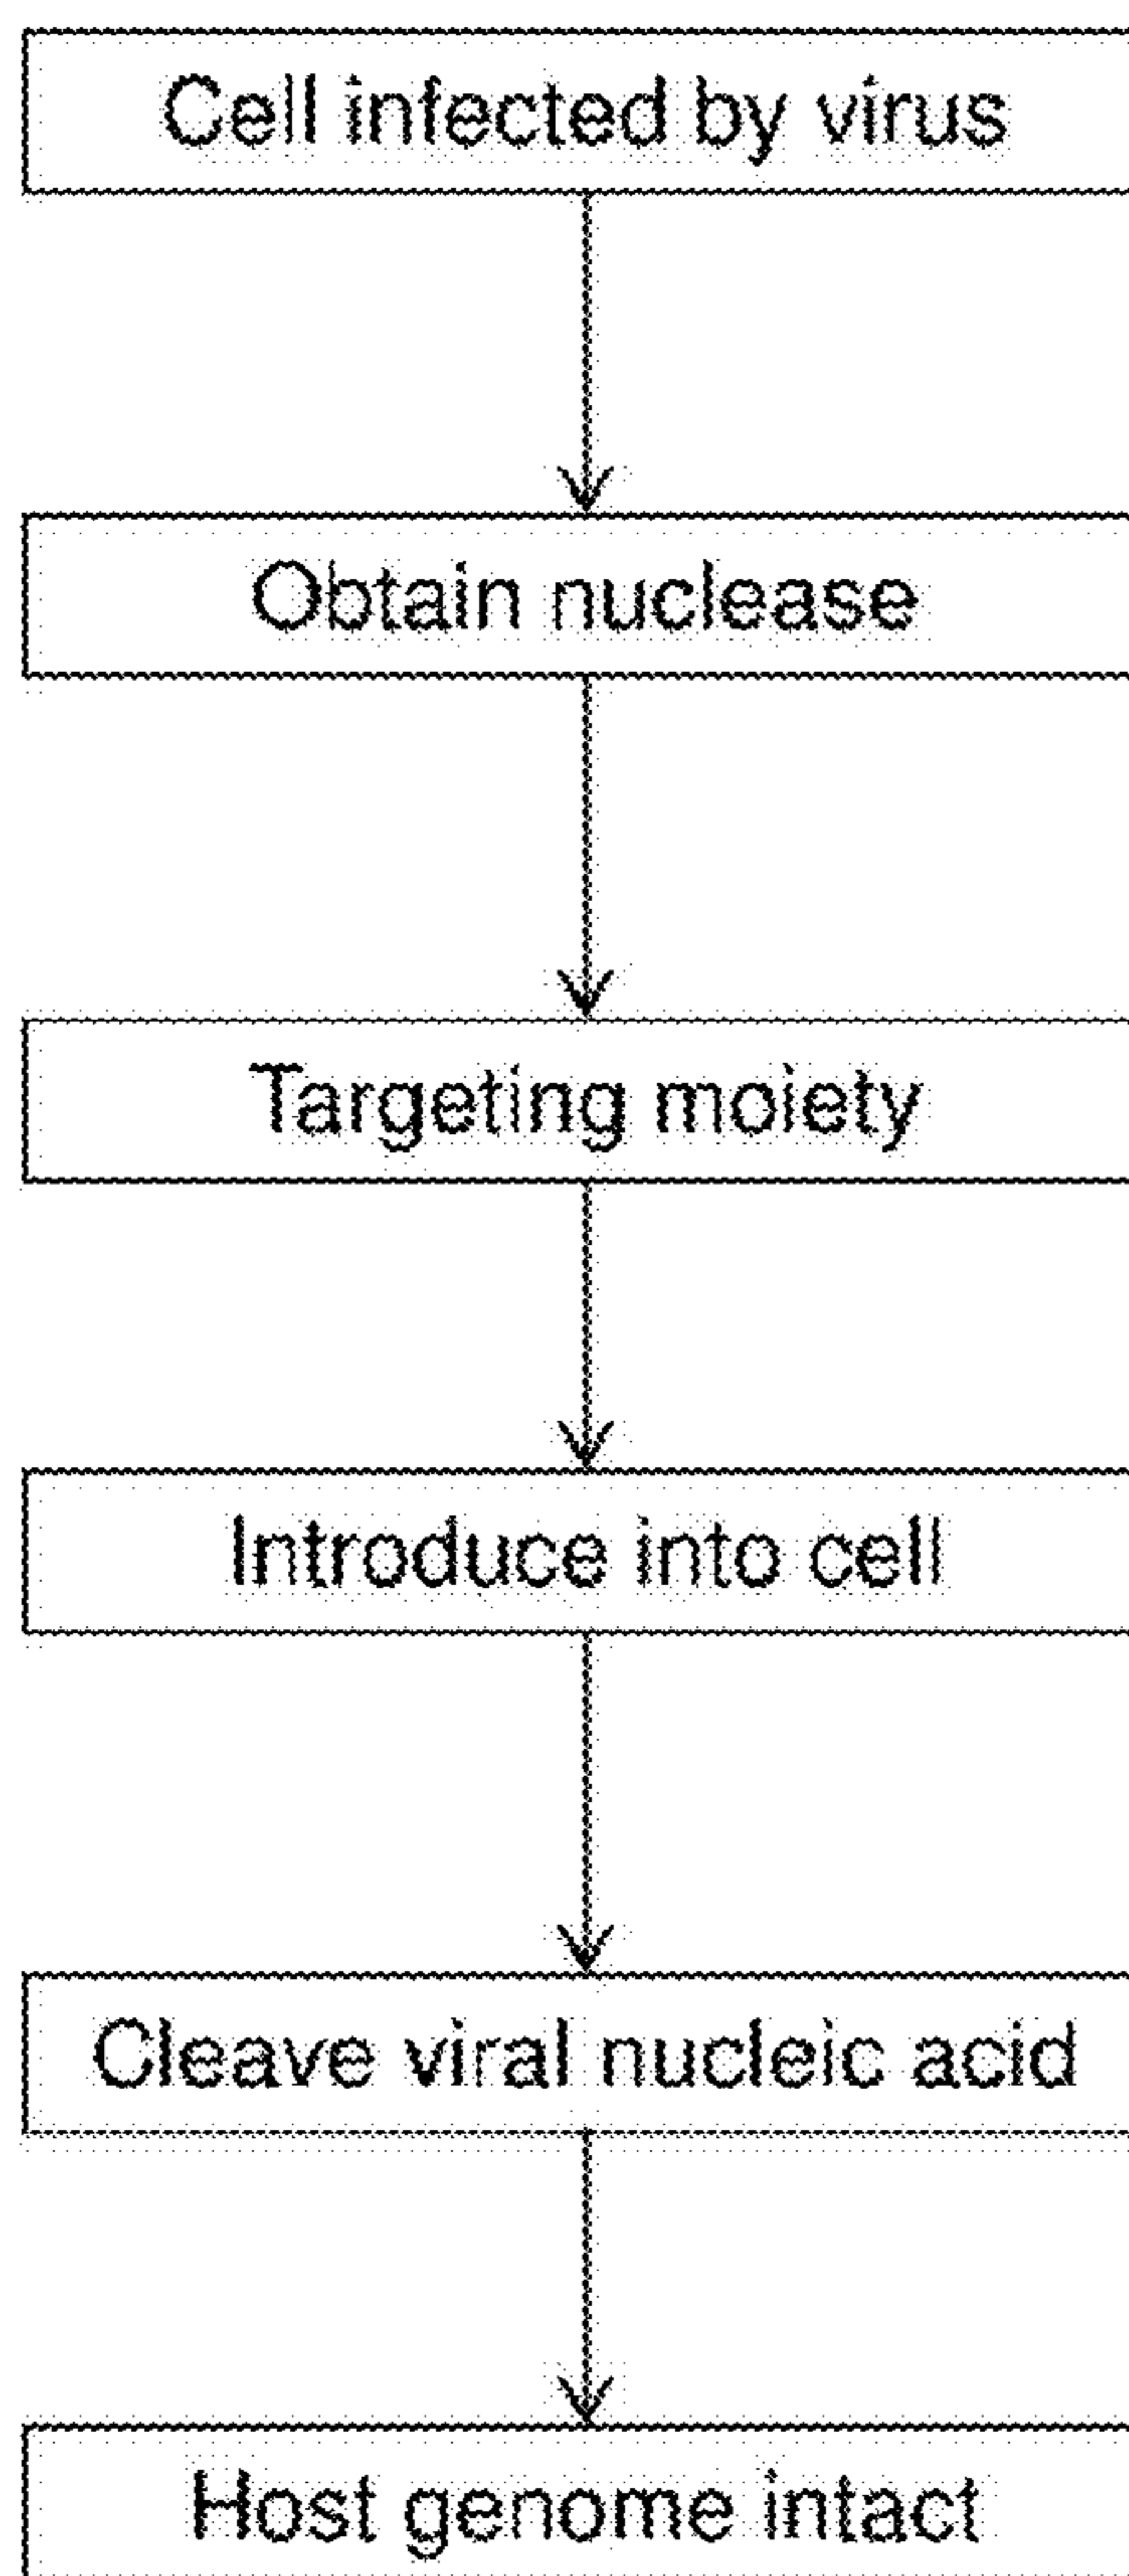 Cell infected by virus
Obtain nuclease
Targeting moiety
Introduce into cell
Cleave viral nucleic acid
Host genome intact